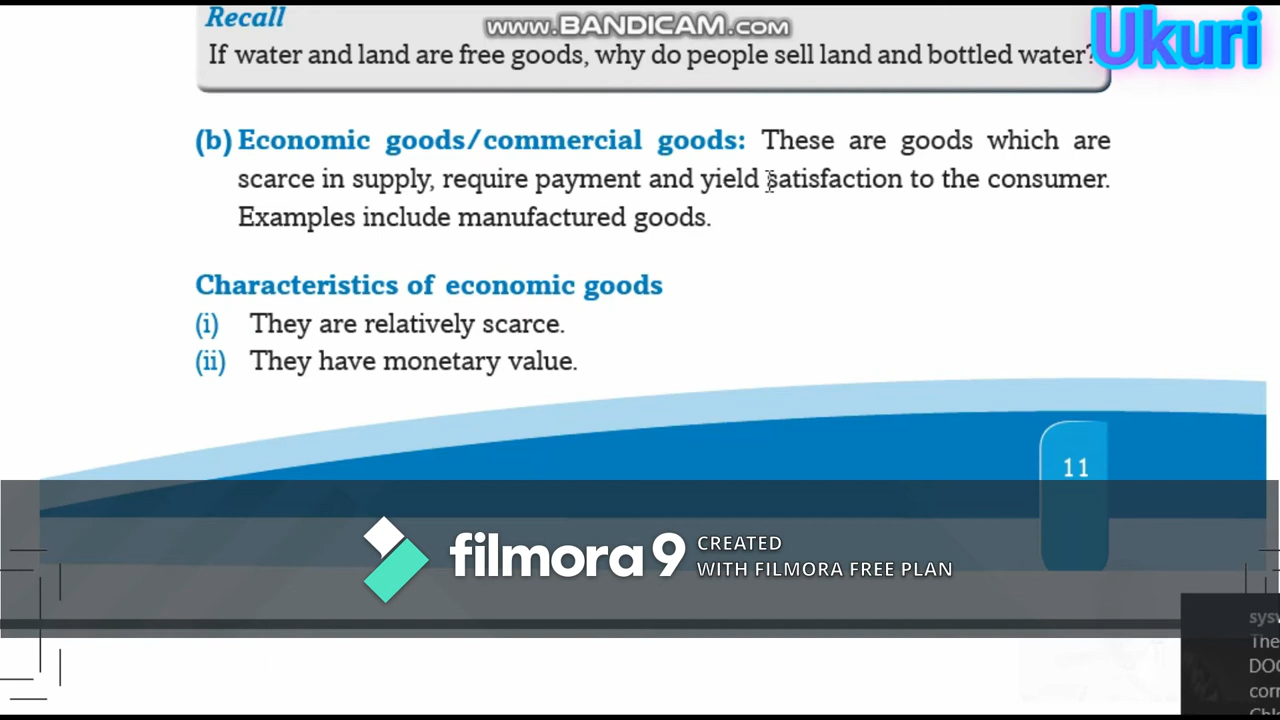 Recall
www.BANDICAM.com
If water and land are free goods, why do people sell land and bottled water?
Ukuri
(b) Economic goods/commercial goods: These are goods which are
scarce in supply, require payment and yield satisfaction to the consumer.
Examples include manufactured goods.
Characteristics of economic goods
(i) They are relatively scarce.
(ii) They have monetary value.
11
filmora9 CREATED
WITH FILMORA FREE PLAN
The